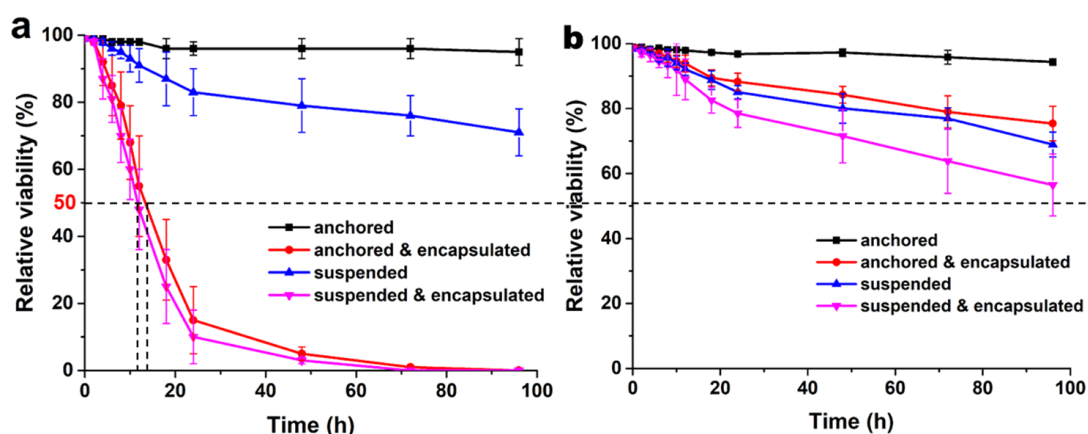 a
Relative viability (%)
100
80
60
50
40
20
0
anchored
anchored & encapsulated
suspended
suspended & encapsulated
0 20 40 60 80 100
Time (h)
b
Relative viability (%)
100
80
60
40
20
0
anchored
anchored & encapsulated
suspended
suspended & encapsulated
0 20 40 60 80 100
Time (h)